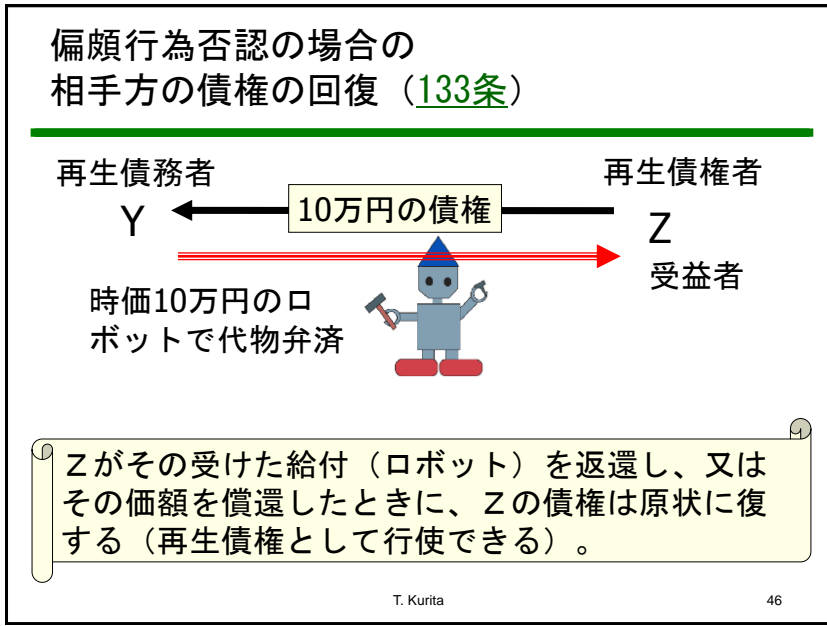 偏頗行為否認の場合の
相手方の債権の回復（133条）
再生債務者
再生債権者
10万円の債権
Ｙ
Ｚ
受益者
時価10万円のロ
ボットで代物弁済
Ｚがその受けた給付（ロボット）を返還し、又は
その価額を償還したときに、Ｚの債権は原状に復
する（再生債権として行使できる）。
T. Kurita
46